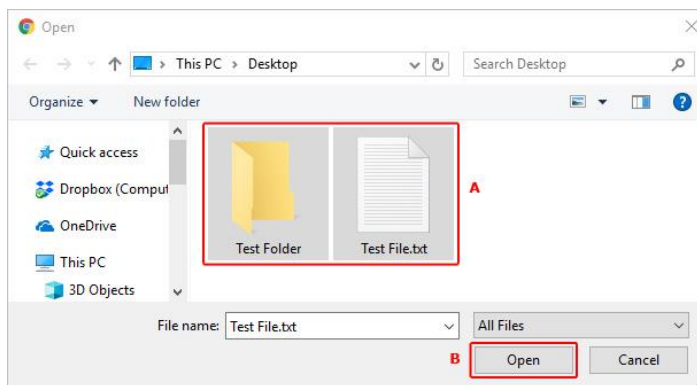 Open
This PC > Desktop
Search Desktop
Organize
New folder
?
Quick access
Dropbox (Comput
OneDrive
This PC
3D Objects
Test Folder
Test File.txt
A
File name: Test File.txt
All Files
B
Open
Cancel